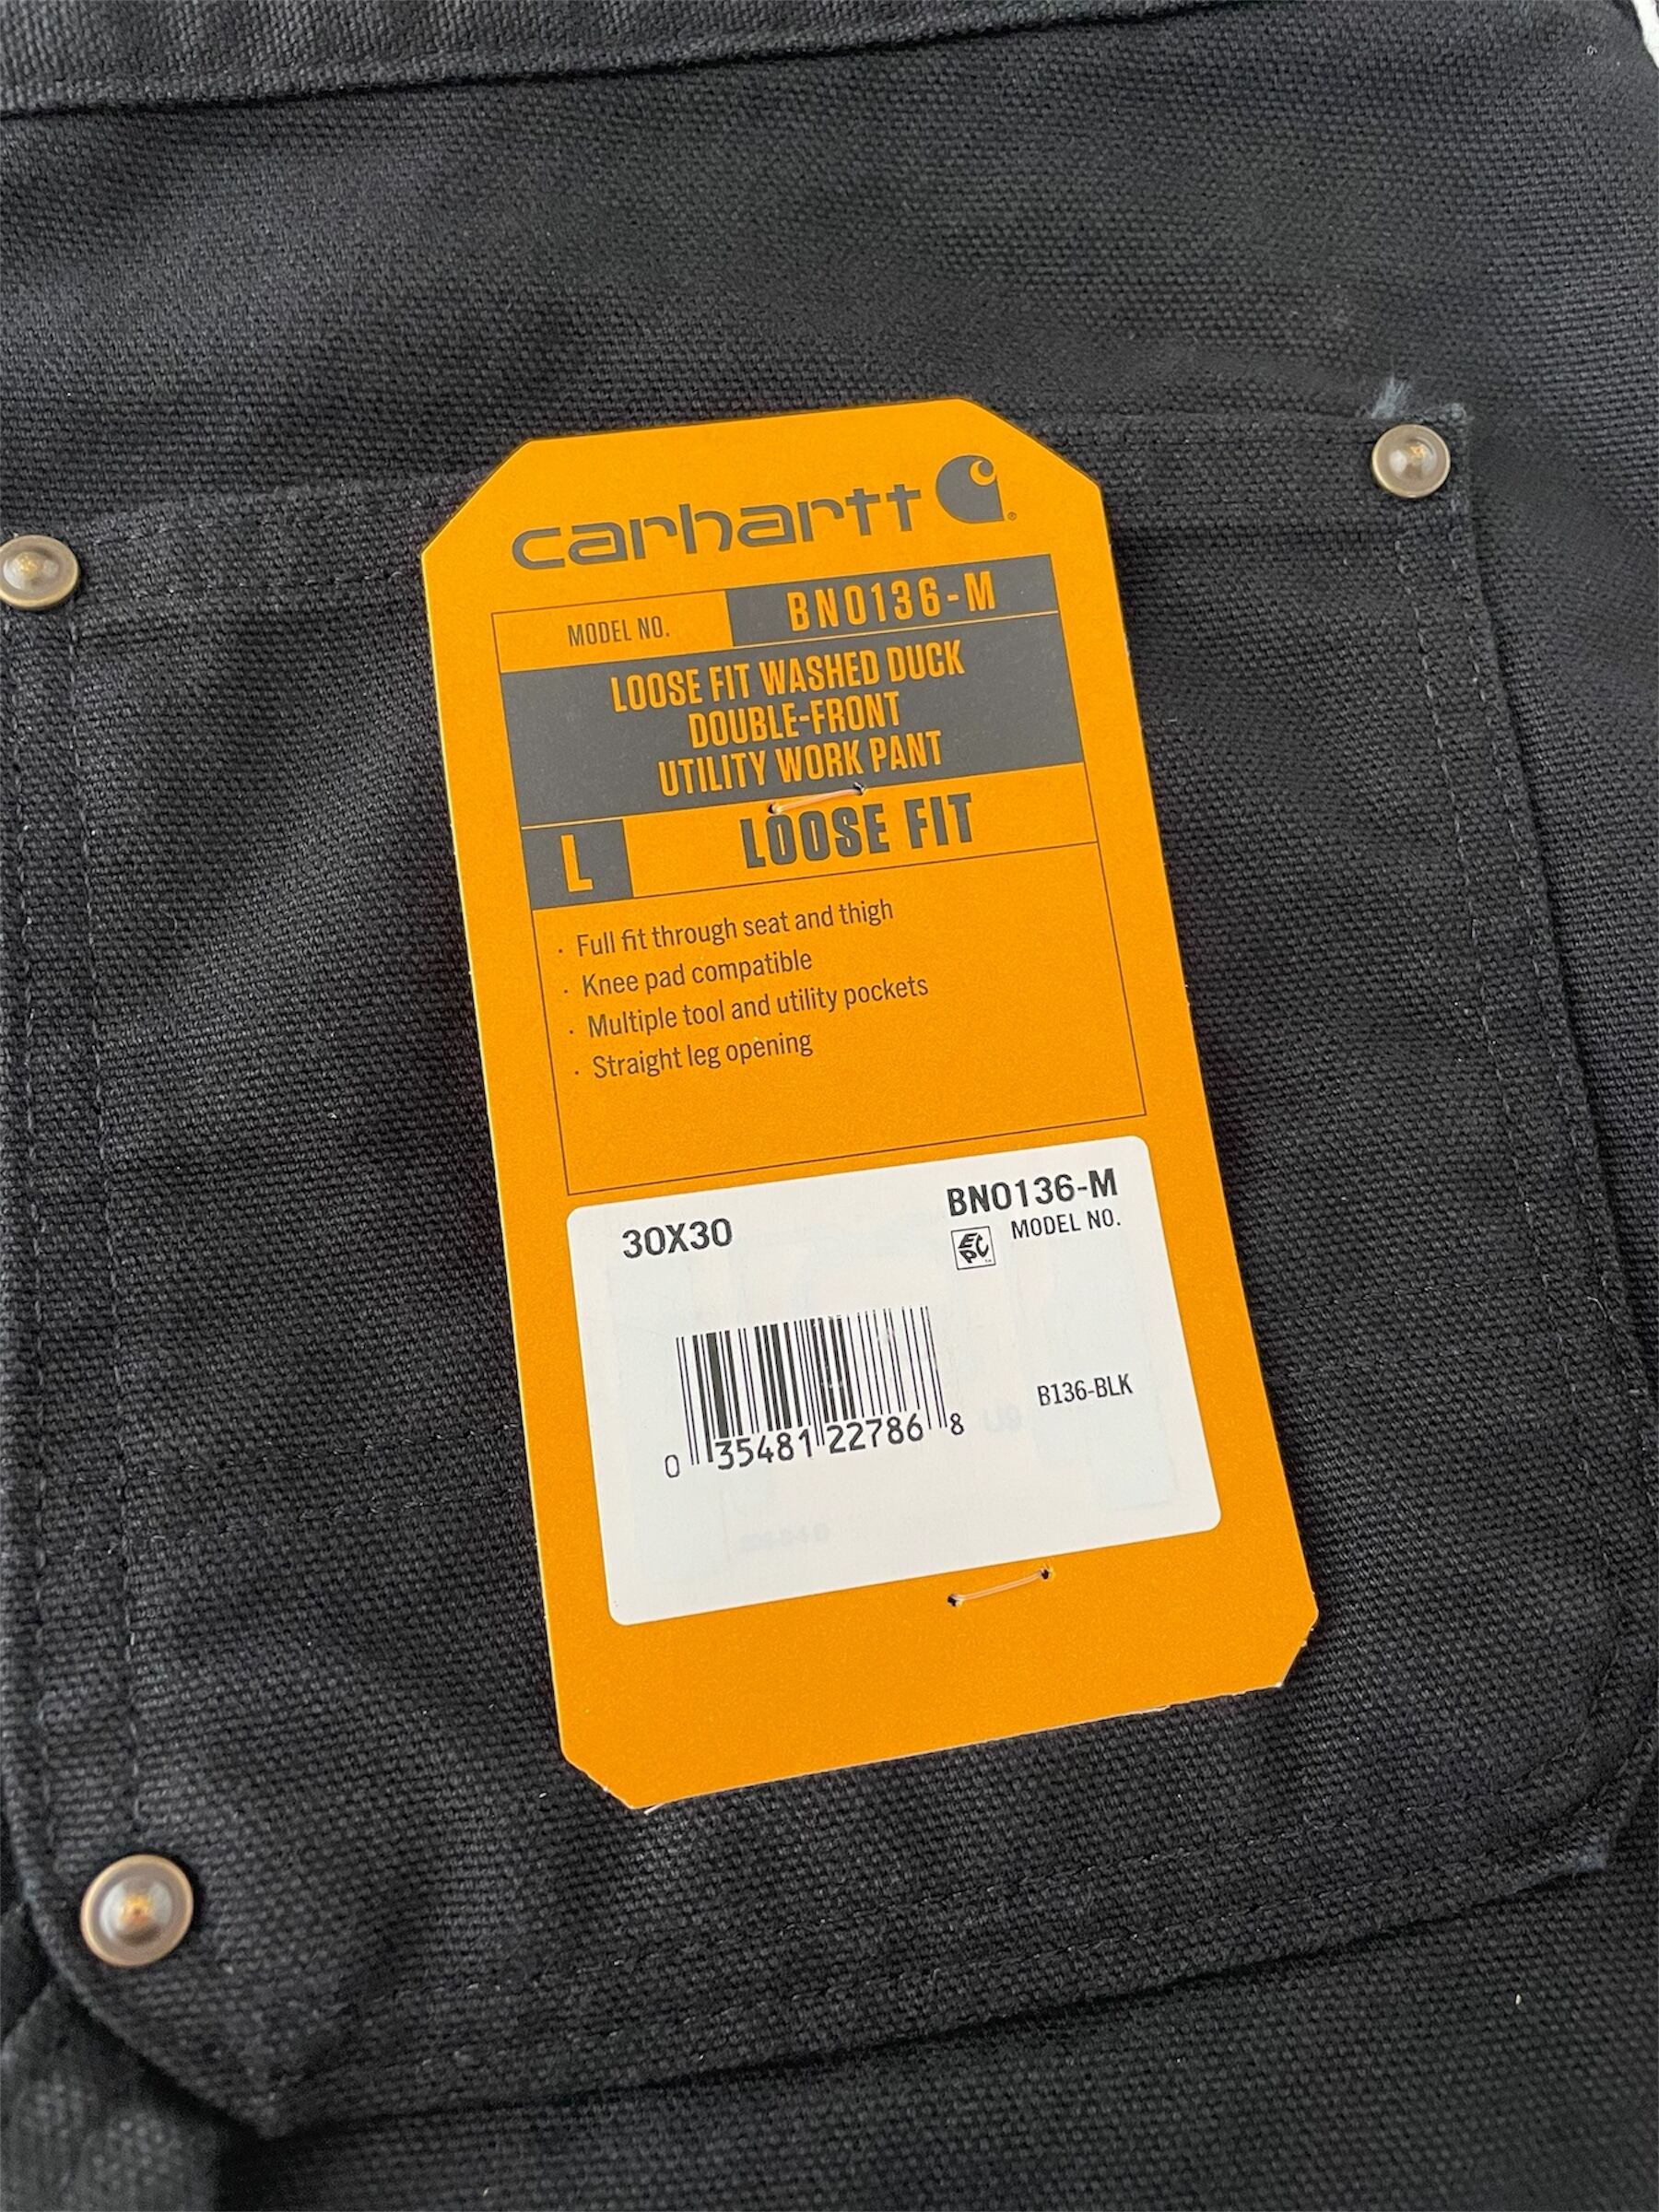 carhartt
MODEL NO. BN0136-M
LOOSE FIT WASHED DUCK
DOUBLE-FRONT
UTILITY WORK PANT
L LOOSE FIT
· Full fit through seat and thigh
· Knee pad compatible
· Multiple tool and utility pockets
· Straight leg opening
30X30 BN0136-M
EPC MODEL NO.
B136-BLK
0 35481 22786 8